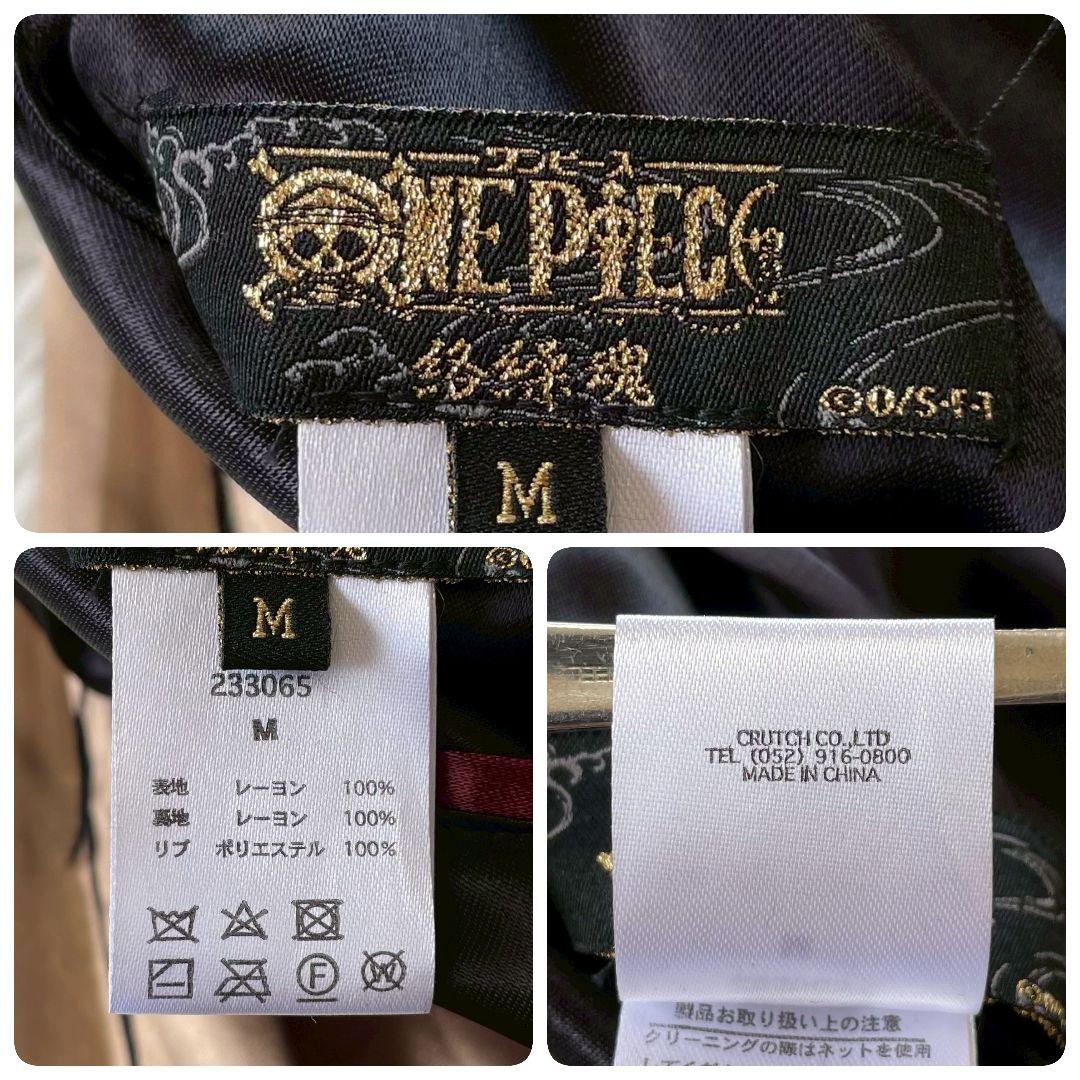 ワンピース
ONE PIECE
絡繰魂
©O/S・F・T
M
M
233065
M
表地 レーヨン 100%
裏地 レーヨン 100%
リブ ポリエステル 100%
F
W
CRUTCH CO.,LTD
TEL (052) 916-0800
MADE IN CHINA
製品お取り扱い上の注意
クリーニングの際はネットを使用